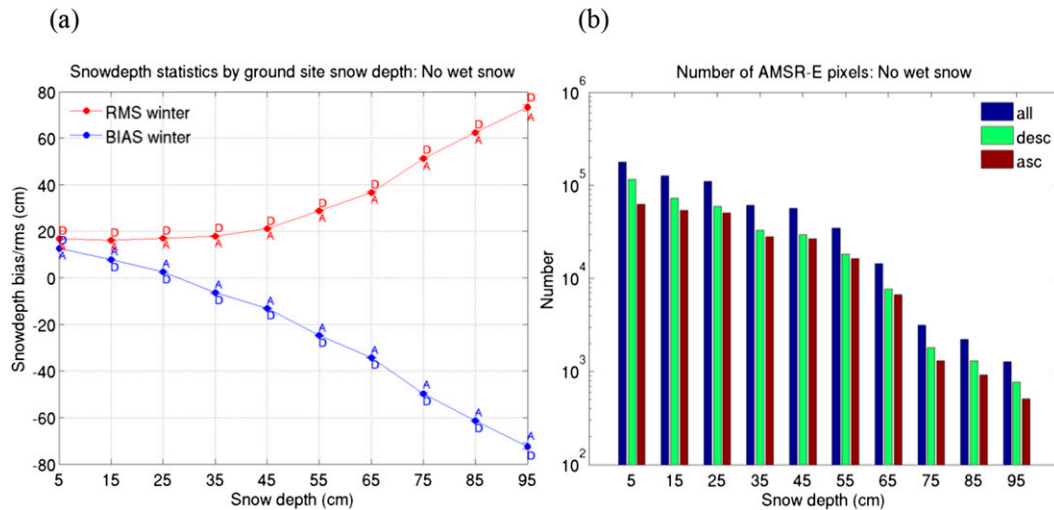 (a)
Snowdepth statistics by ground site snow depth: No wet snow
80
60
40
20
0
-20
-40
-60
-80
Snowdepth bias/rms (cm)
RMS winter
BIAS winter
D D D D D D D D D D
A A A A A A A A A A
D A A A A A A A A A
A D D D D D D D D D
5 15 25 35 45 55 65 75 85 95
Snow depth (cm)
(b)
Number of AMSR-E pixels: No wet snow
10^6
10^5
10^4
10^3
10^2
Number
all
desc
asc
5 15 25 35 45 55 65 75 85 95
Snow depth (cm)